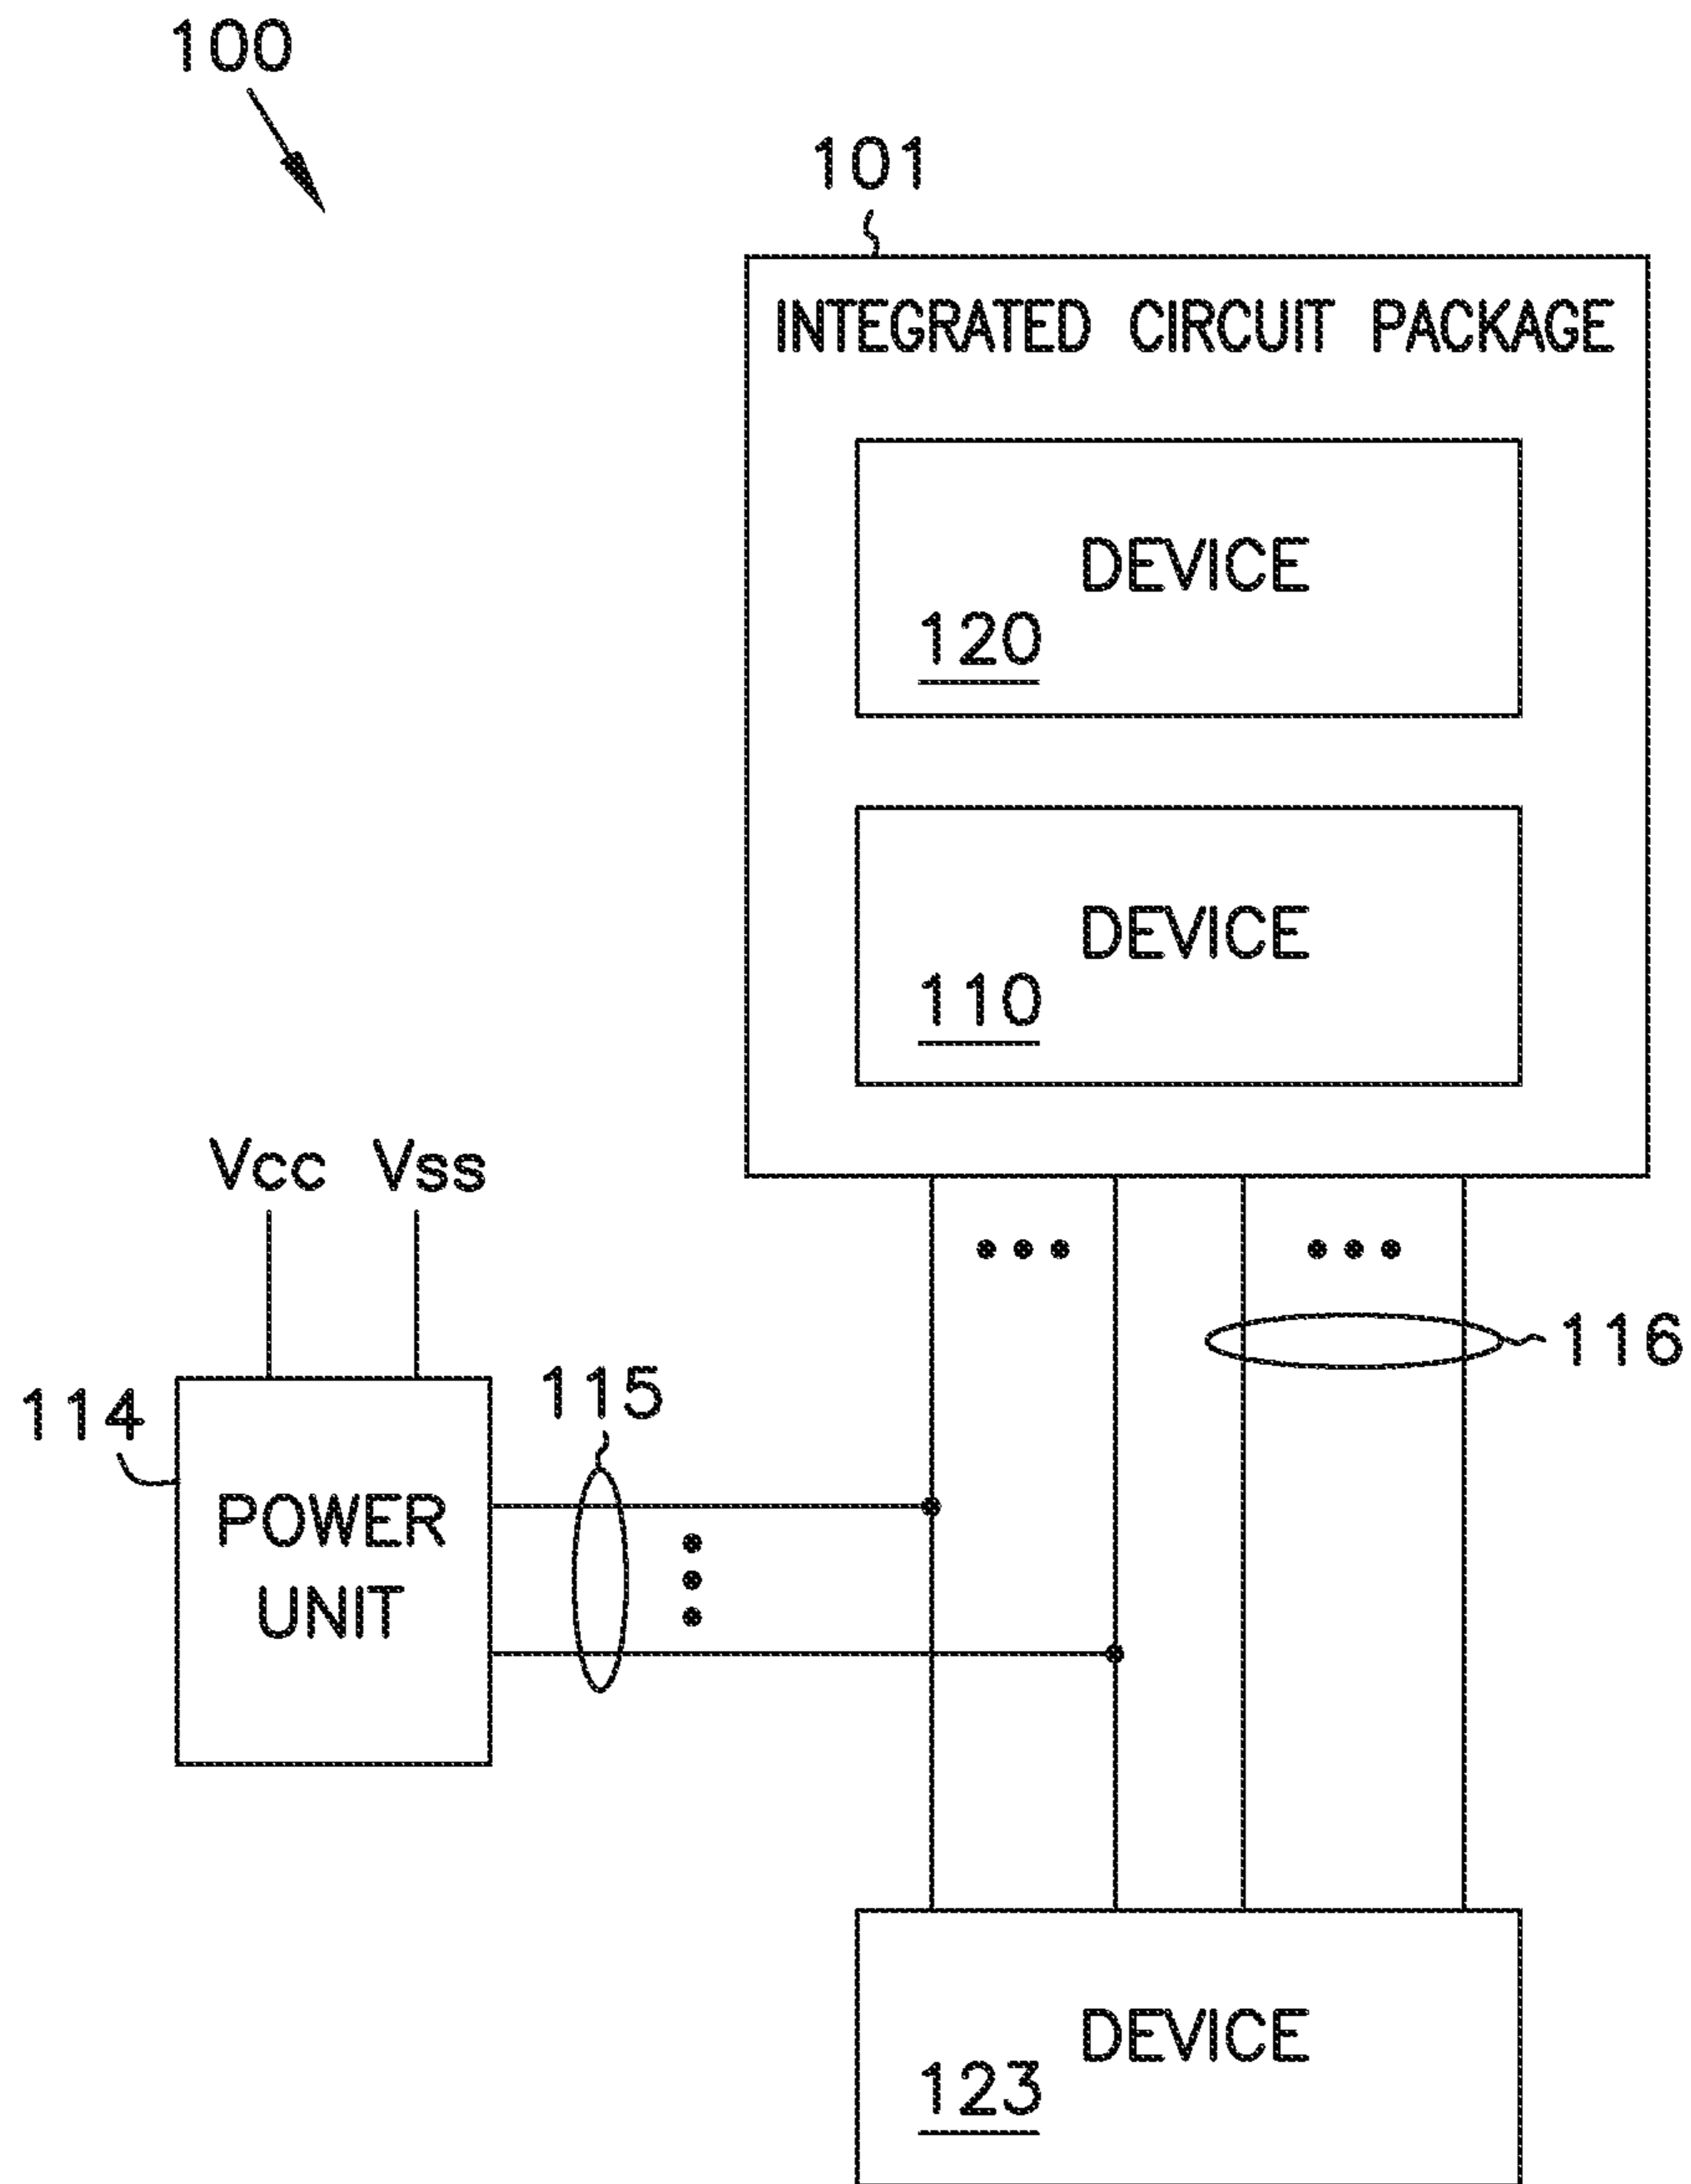 100
101
INTEGRATED CIRCUIT PACKAGE
DEVICE
120
DEVICE
110
Vcc Vss
116
115
114
POWER
UNIT
DEVICE
123